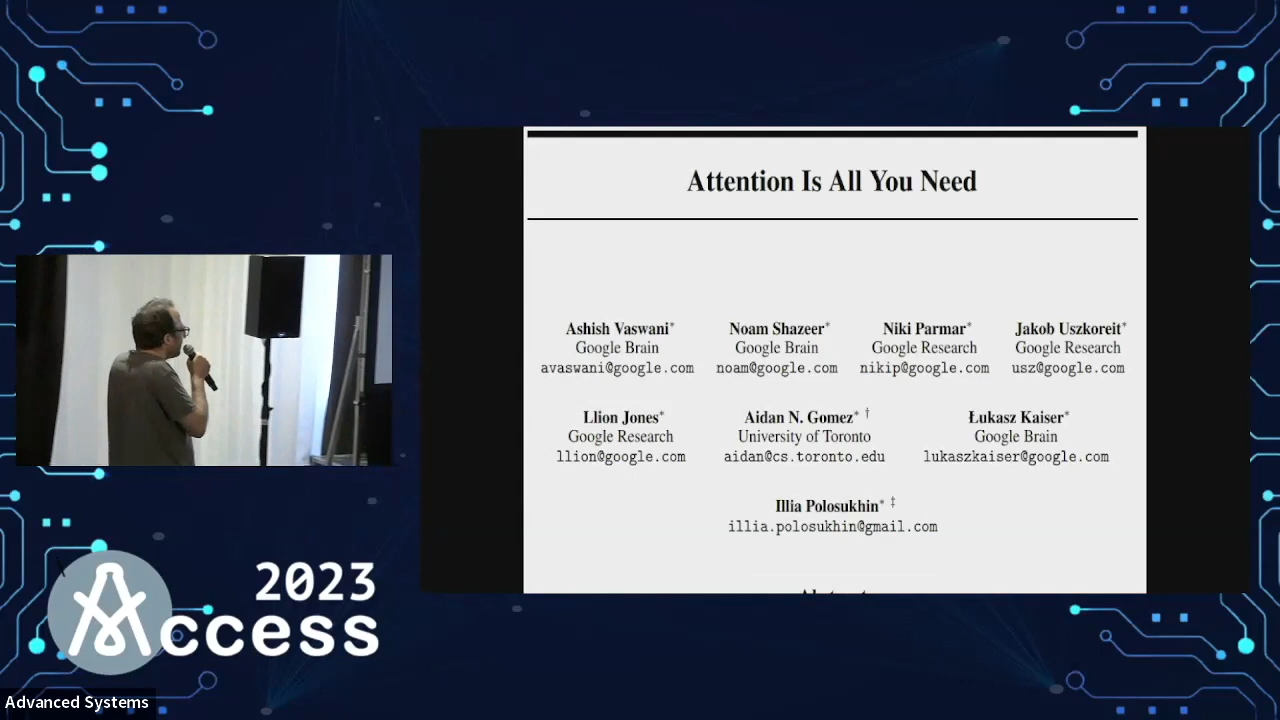 Attention Is All You Need
Ashish Vaswani* Noam Shazeer* Niki Parmar* Jakob Uszkoreit*
Google Brain Google Brain Google Research Google Research
avaswani@google.com noam@google.com nikip@google.com usz@google.com
Llion Jones* Aidan N. Gomez* † Łukasz Kaiser*
Google Research University of Toronto Google Brain
llion@google.com aidan@cs.toronto.edu lukaszkaiser@google.com
Illia Polosukhin* ‡
illia.polosukhin@gmail.com
2023
Access
Advanced Systems